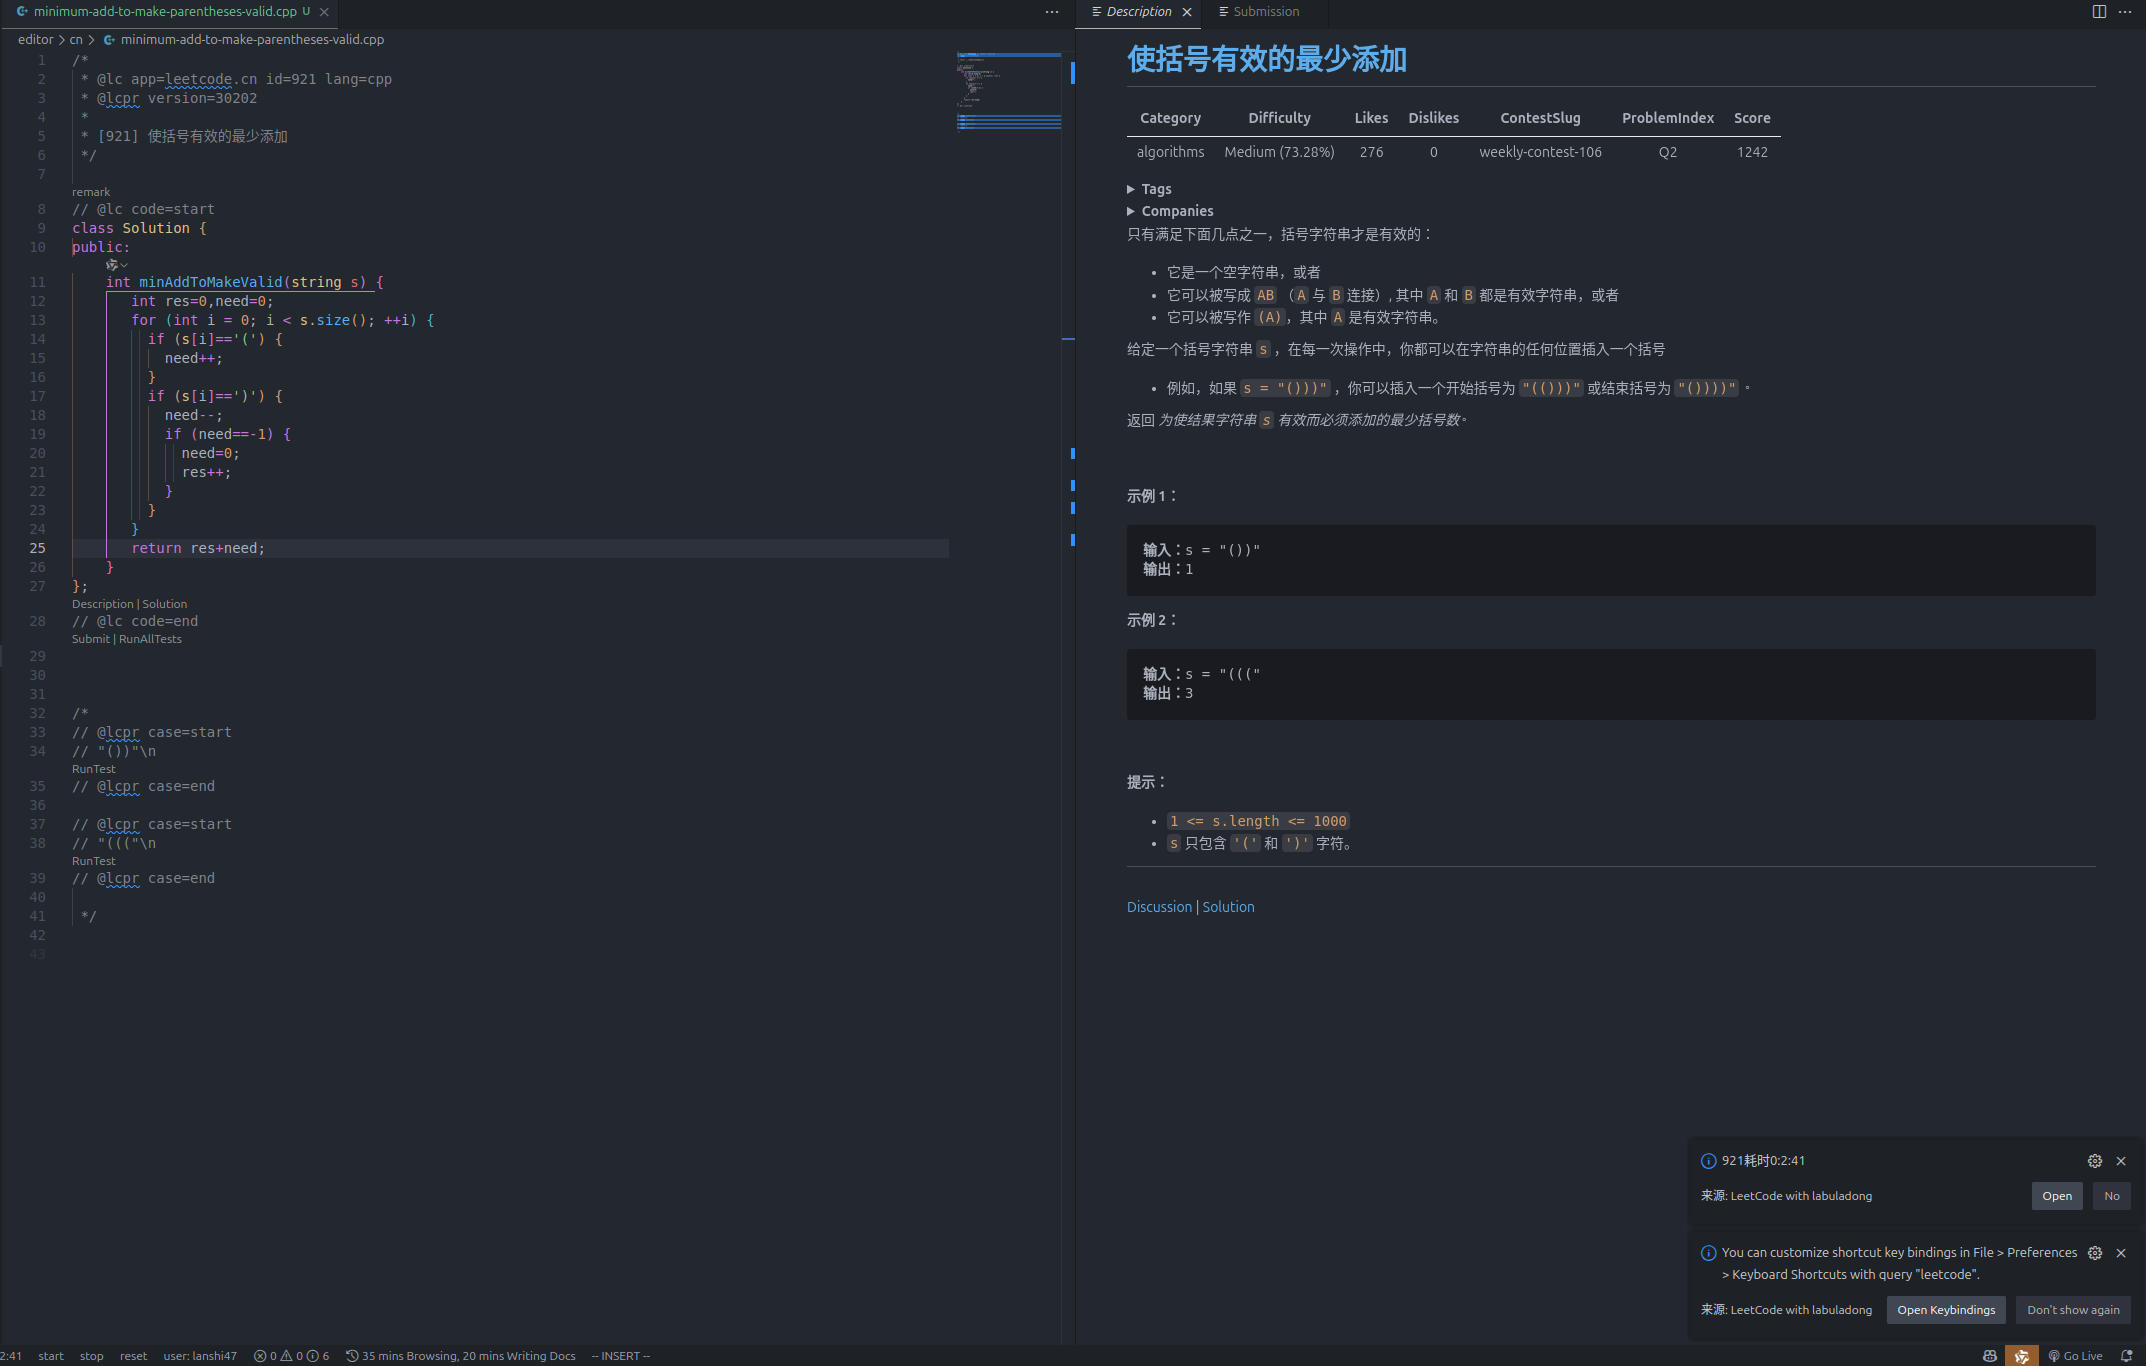 minimum-add-to-make-parentheses-valid.cpp U
editor > cn > minimum-add-to-make-parentheses-valid.cpp
1 /*
2 * @lc app=leetcode.cn id=921 lang=cpp
3 * @lcpr version=30202
4 *
5 * [921] 使括号有效的最少添加
6 */
7
remark
8 // @lc code=start
9 class Solution {
10 public:
11 int minAddToMakeValid(string s) {
12 int res=0,need=0;
13 for (int i = 0; i < s.size(); ++i) {
14 if (s[i]=='(') {
15 need++;
16 }
17 if (s[i]==')') {
18 need--;
19 if (need==-1) {
20 need=0;
21 res++;
22 }
23 }
24 }
25 return res+need;
26 }
27 };
Description | Solution
28 // @lc code=end
Submit | RunAllTests
29
30
31
32 /*
33 // @lcpr case=start
34 // "())"\n
RunTest
35 // @lcpr case=end
36
37 // @lcpr case=start
38 // "((("\n
RunTest
39 // @lcpr case=end
40
41 */
42
43
Description
Submission
使括号有效的最少添加
Category Difficulty Likes Dislikes ContestSlug ProblemIndex Score
algorithms Medium (73.28%) 276 0 weekly-contest-106 Q2 1242
Tags
Companies
只有满足下面几点之一，括号字符串才是有效的：
• 它是一个空字符串，或者
• 它可以被写成 AB （A 与 B 连接）, 其中 A 和 B 都是有效字符串，或者
• 它可以被写作 (A)，其中 A 是有效字符串。
给定一个括号字符串 s ，在每一次操作中，你都可以在字符串的任何位置插入一个括号
• 例如，如果 s = "()))" ，你可以插入一个开始括号为 "(()))" 或结束括号为 "())))" 。
返回 为使结果字符串 s 有效而必须添加的最少括号数。
示例 1：
输入：s = "())"
输出：1
示例 2：
输入：s = "((("
输出：3
提示：
• 1 <= s.length <= 1000
• s 只包含 '(' 和 ')' 字符。
Discussion | Solution
921耗时0:2:41
来源: LeetCode with labuladong
Open No
You can customize shortcut key bindings in File > Preferences
> Keyboard Shortcuts with query "leetcode".
来源: LeetCode with labuladong
Open Keybindings Don't show again
2:41 start stop reset user: lanshi47 0 0 6 35 mins Browsing, 20 mins Writing Docs -- INSERT -- Go Live